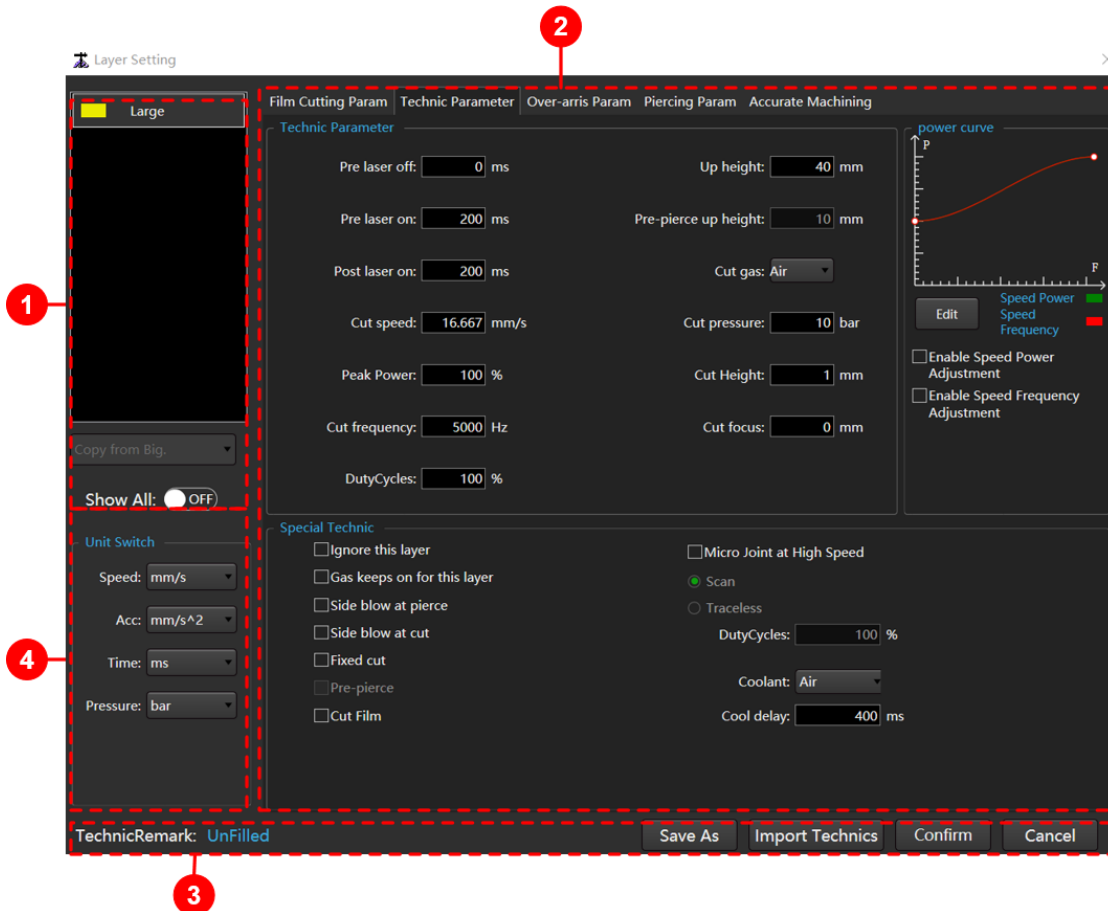 2
Layer Setting
Large
Film Cutting Param Technic Parameter Over-arris Param Piercing Param Accurate Machining
Technic Parameter
Pre laser off: 0 ms
Up height: 40 mm
Pre laser on: 200 ms
Pre-pierce up height: 10 mm
Post laser on: 200 ms
Cut gas: Air
Cut speed: 16.667 mm/s
Cut pressure: 10 bar
Peak Power: 100 %
Cut Height: 1 mm
Cut frequency: 5000 Hz
Cut focus: 0 mm
DutyCycles: 100 %
power curve
P
F
Edit
Speed Power
Speed
Frequency
Enable Speed Power
Adjustment
Enable Speed Frequency
Adjustment
1
Copy from Big.
Show All: OFF
Special Technic
Ignore this layer
Gas keeps on for this layer
Side blow at pierce
Side blow at cut
Fixed cut
Pre-pierce
Cut Film
Micro Joint at High Speed
Scan
Traceless
DutyCycles: 100 %
Coolant: Air
Cool delay: 400 ms
Unit Switch
Speed: mm/s
Acc: mm/s^2
Time: ms
Pressure: bar
4
TechnicRemark: UnFilled
Save As Import Technics Confirm Cancel
3